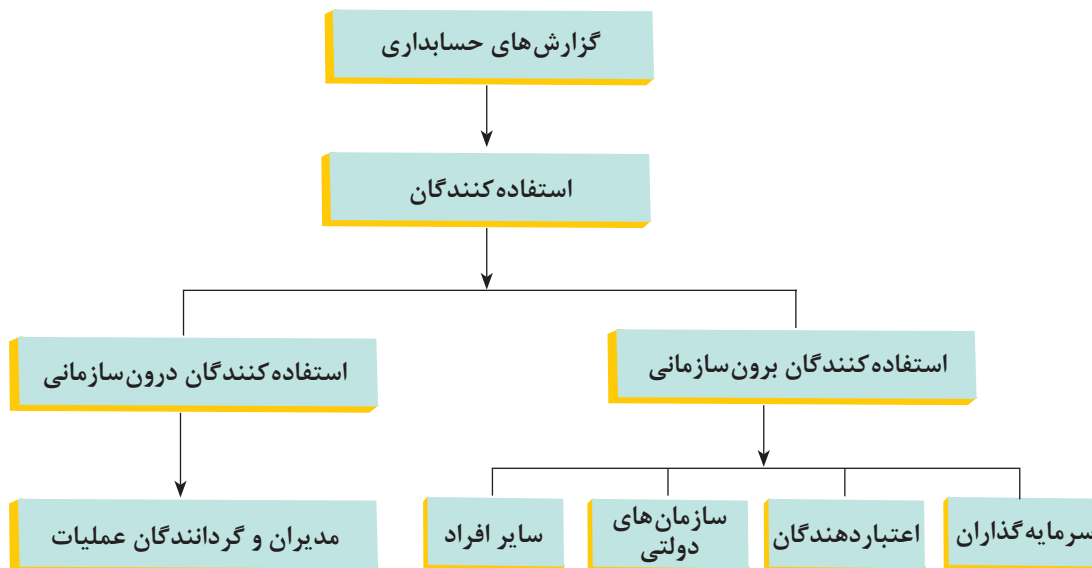 گزارش‌های حسابداری
استفاده‌کنندگان
استفاده‌کنندگان برون‌سازمانی
استفاده‌کنندگان درون‌سازمانی
سرمایه‌گذاران
اعتباردهندگان
سازمان‌های
دولتی
سایر افراد
مدیران و گردانندگان عملیات